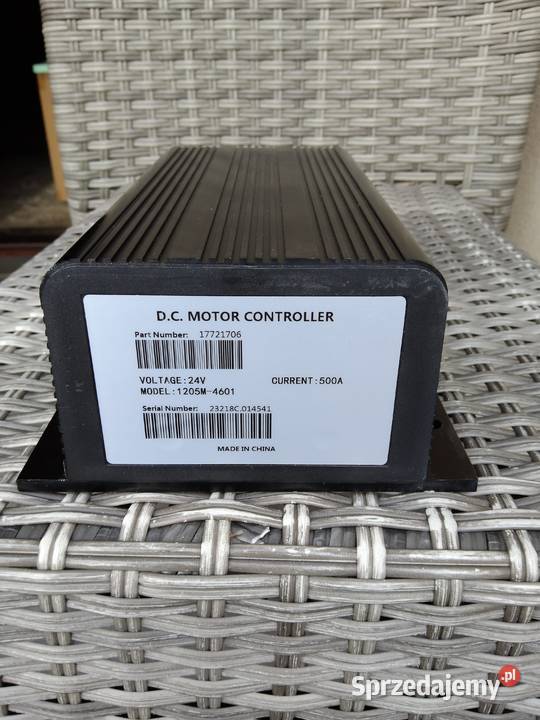 D.C. MOTOR CONTROLLER
Part Number: 17721706
VOLTAGE:24V CURRENT:500A
MODEL:1205M-4601
Serial Number: 23218C.014541
MADE IN CHINA
Sprzedajemy.pl